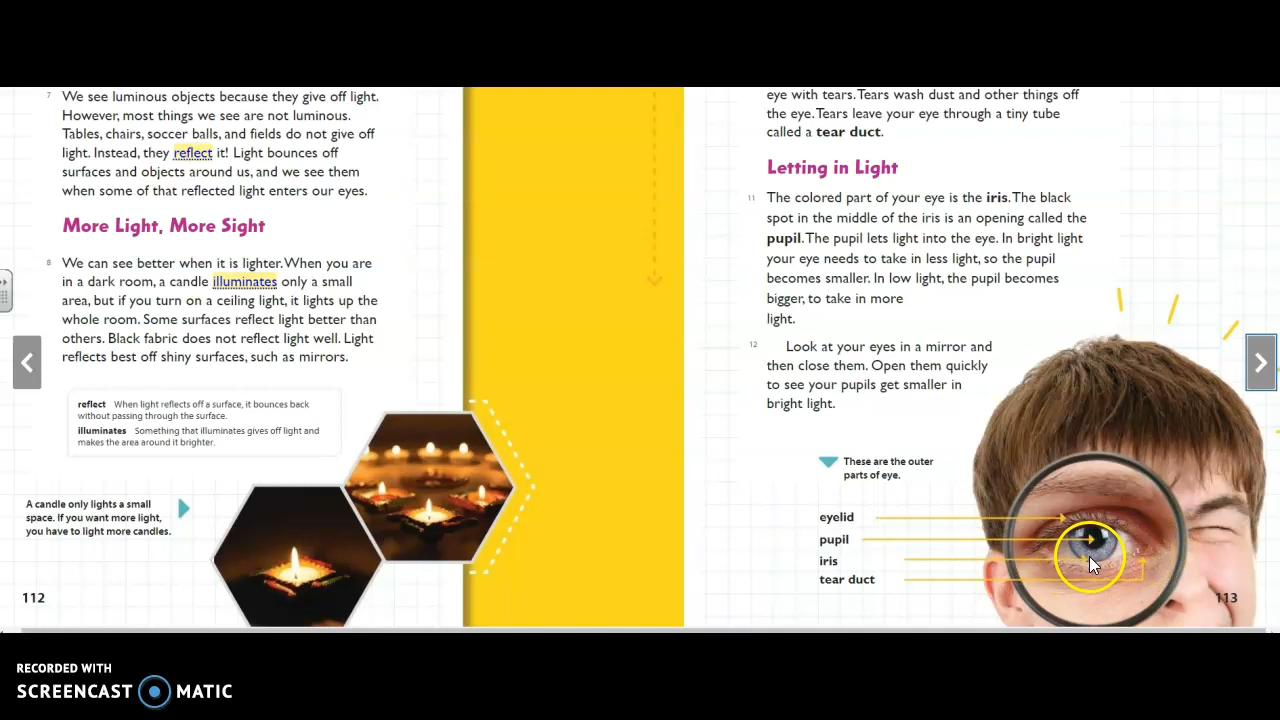 7 We see luminous objects because they give off light.
However, most things we see are not luminous.
Tables, chairs, soccer balls, and fields do not give off
light. Instead, they reflect it! Light bounces off
surfaces and objects around us, and we see them
when some of that reflected light enters our eyes.
More Light, More Sight
8 We can see better when it is lighter. When you are
in a dark room, a candle illuminates only a small
area, but if you turn on a ceiling light, it lights up the
whole room. Some surfaces reflect light better than
others. Black fabric does not reflect light well. Light
reflects best off shiny surfaces, such as mirrors.
reflect When light reflects off a surface, it bounces back
without passing through the surface.
illuminates Something that illuminates gives off light and
makes the area around it brighter.
A candle only lights a small
space. If you want more light,
you have to light more candles.
112
eye with tears. Tears wash dust and other things off
the eye. Tears leave your eye through a tiny tube
called a tear duct.
Letting in Light
11 The colored part of your eye is the iris. The black
spot in the middle of the iris is an opening called the
pupil. The pupil lets light into the eye. In bright light
your eye needs to take in less light, so the pupil
becomes smaller. In low light, the pupil becomes
bigger, to take in more
light.
12 Look at your eyes in a mirror and
then close them. Open them quickly
to see your pupils get smaller in
bright light.
These are the outer
parts of eye.
eyelid
pupil
iris
tear duct
113
RECORDED WITH
SCREENCAST MATIC